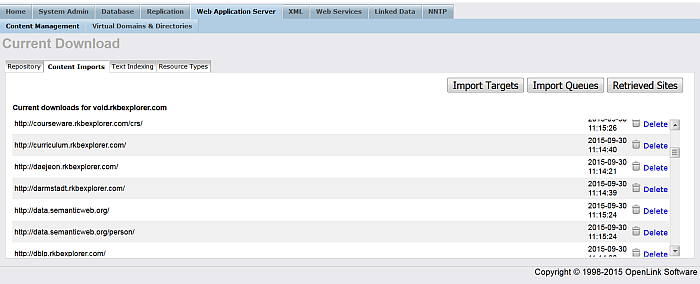 Home System Admin Database Replication Web Application Server XML Web Services Linked Data NNTP
Content Management Virtual Domains & Directories
Current Download
Repository Content Imports Text Indexing Resource Types
Import Targets Import Queues Retrieved Sites
Current downloads for void.rkbexplorer.com
http://courseware.rkbexplorer.com/crs/ 2015-09-30 11:15:26 Delete
http://curriculum.rkbexplorer.com/ 2015-09-30 11:14:40 Delete
http://daejeon.rkbexplorer.com/ 2015-09-30 11:14:21 Delete
http://darmstadt.rkbexplorer.com/ 2015-09-30 11:14:39 Delete
http://data.semanticweb.org/ 2015-09-30 11:15:24 Delete
http://data.semanticweb.org/person/ 2015-09-30 11:15:24 Delete
http://dblp.rkbexplorer.com/ 2015-09-30 Delete
Copyright © 1998-2015 OpenLink Software